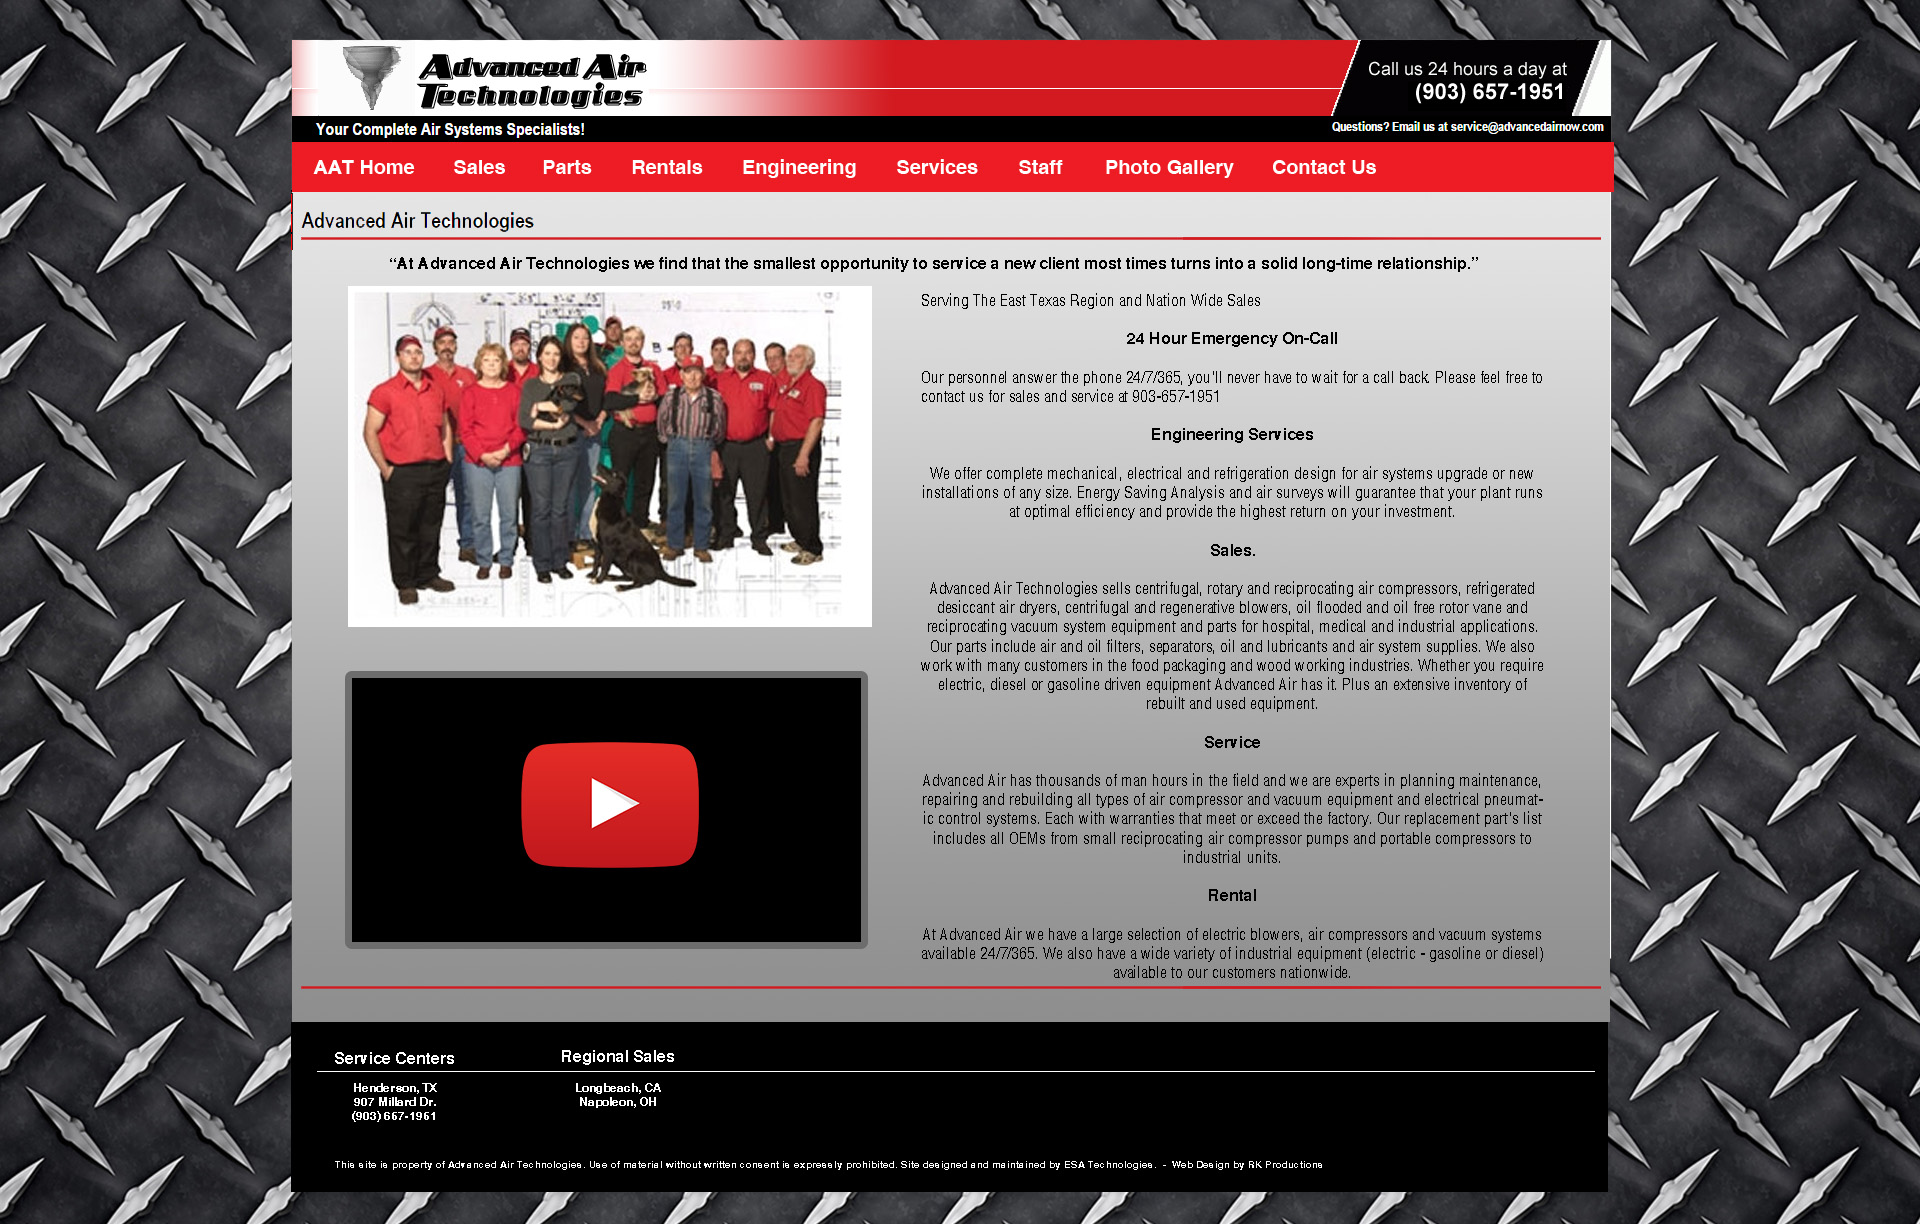 Advanced Air
Technologies
Call us 24 hours a day at
(903) 657-1951
Your Complete Air Systems Specialists!
Questions? Email us at service@advancedairnow.com
AAT Home Sales Parts Rentals Engineering Services Staff Photo Gallery Contact Us
Advanced Air Technologies
“At Advanced Air Technologies we find that the smallest opportunity to service a new client most times turns into a solid long-time relationship.”
N
Serving The East Texas Region and Nation Wide Sales
24 Hour Emergency On-Call
Our personnel answer the phone 24/7/365, you'll never have to wait for a call back. Please feel free to
contact us for sales and service at 903-657-1951
Engineering Services
We offer complete mechanical, electrical and refrigeration design for air systems upgrade or new
installations of any size. Energy Saving Analysis and air surveys will guarantee that your plant runs
at optimal efficiency and provide the highest return on your investment.
Sales.
Advanced Air Technologies sells centrifugal, rotary and reciprocating air compressors, refrigerated
desiccant air dryers, centrifugal and regenerative blowers, oil flooded and oil free rotor vane and
reciprocating vacuum system equipment and parts for hospital, medical and industrial applications.
Our parts include air and oil filters, separators, oil and lubricants and air system supplies. We also
work with many customers in the food packaging and wood working industries. Whether you require
electric, diesel or gasoline driven equipment Advanced Air has it. Plus an extensive inventory of
rebuilt and used equipment.
Service
Advanced Air has thousands of man hours in the field and we are experts in planning maintenance,
repairing and rebuilding all types of air compressor and vacuum equipment and electrical pneumat-
ic control systems. Each with warranties that meet or exceed the factory. Our replacement part's list
includes all OEMs from small reciprocating air compressor pumps and portable compressors to
industrial units.
Rental
At Advanced Air we have a large selection of electric blowers, air compressors and vacuum systems
available 24/7/365. We also have a wide variety of industrial equipment (electric - gasoline or diesel)
available to our customers nationwide.
Service Centers
Henderson, TX
907 Millard Dr.
(903) 657-1951
Regional Sales
Longbeach, CA
Napoleon, OH
This site is property of Advanced Air Technologies. Use of material without written consent is expressly prohibited. Site designed and maintained by ESA Technologies. - Web Design by RK Productions